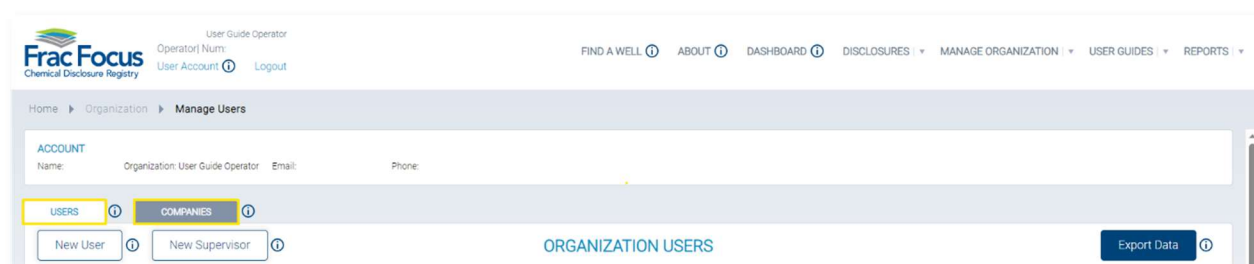 User Guide Operator
Frac Focus
Chemical Disclosure Registry
Operator| Num:
User Account Logout
FIND A WELL ABOUT DASHBOARD DISCLOSURES MANAGE ORGANIZATION USER GUIDES REPORTS
Home Organization Manage Users
ACCOUNT
Name: Organization: User Guide Operator Email: Phone:
USERS COMPANIES
New User New Supervisor ORGANIZATION USERS Export Data